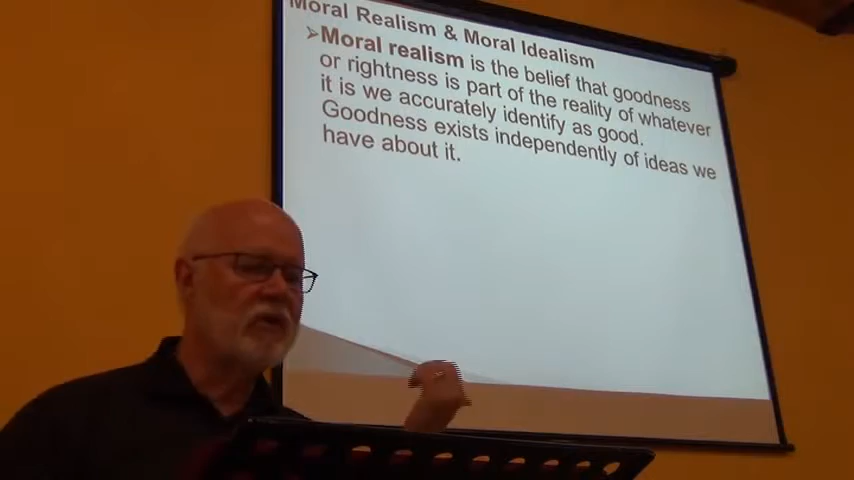 Moral Realism & Moral Idealism
➢Moral realism is the belief that goodness
or rightness is part of the reality of whatever
it is we accurately identify as good.
Goodness exists independently of ideas we
have about it.